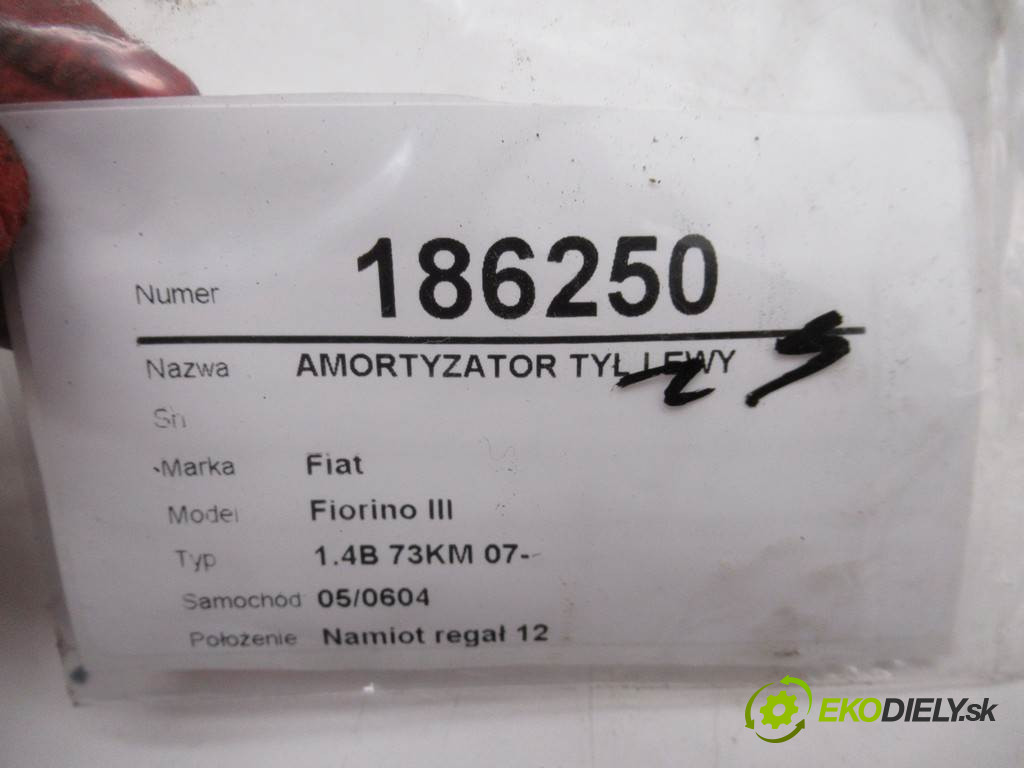 Numer 186250
Nazwa AMORTYZATOR TYŁ LEWY
Sh
Marka Fiat
Model Fiorino III
Typ 1.4B 73KM 07-
Samochód 05/0604
Położenie Namiot regał 12
EKODIELY.sk